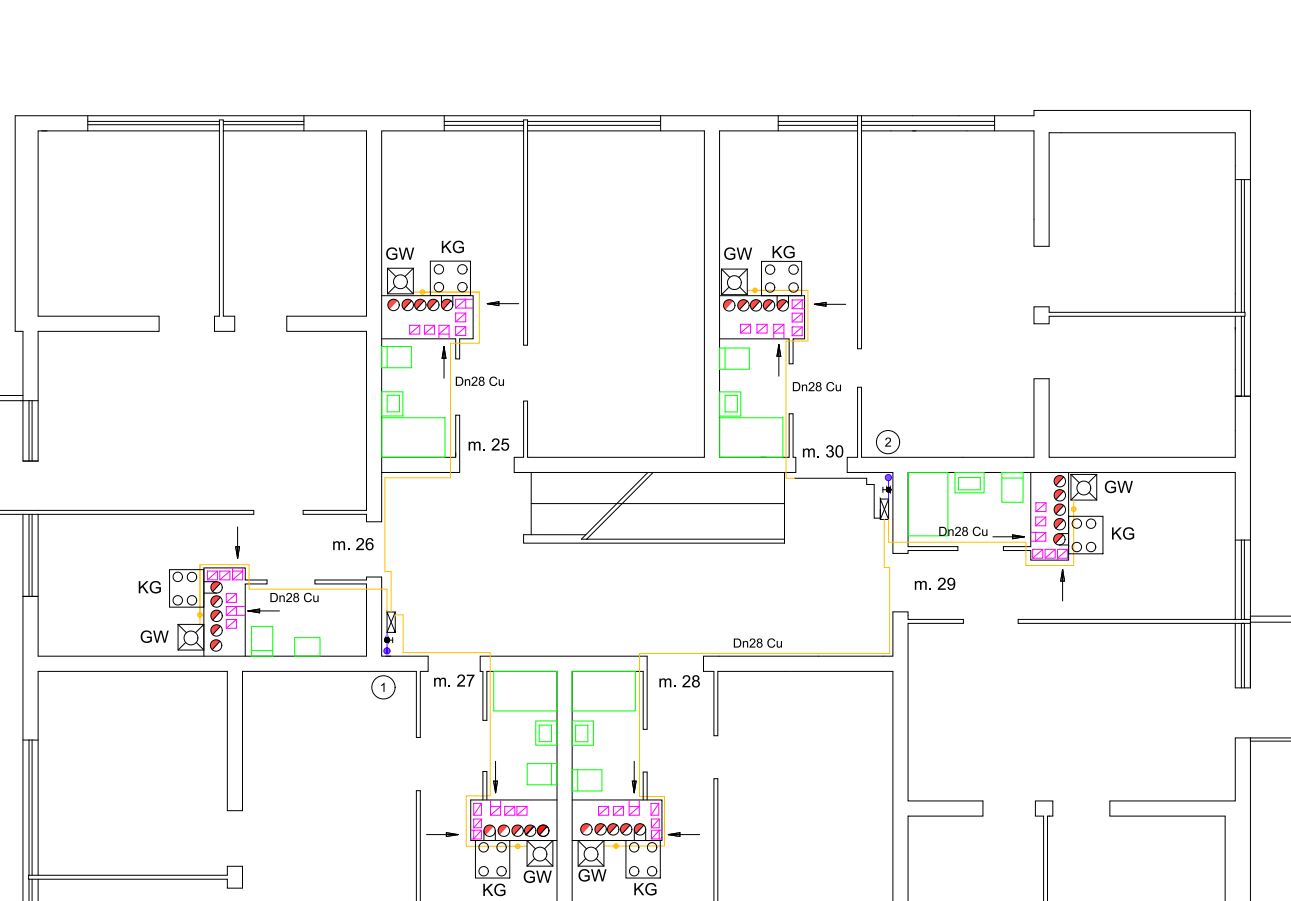 GW
KG
GW
KG
Dn28 Cu
Dn28 Cu
m. 25
m. 30
2
GW
Dn28 Cu
KG
m. 26
KG
Dn28 Cu
m. 29
GW
Dn28 Cu
m. 27
m. 28
1
KG
GW
GW
KG